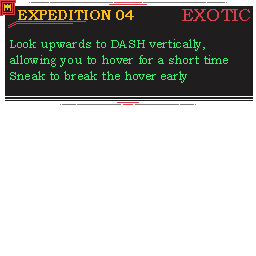 EXPEDITION 04 EXOTIC
Look upwards to DASH vertically,
allowing you to hover for a short time
Sneak to break the hover early